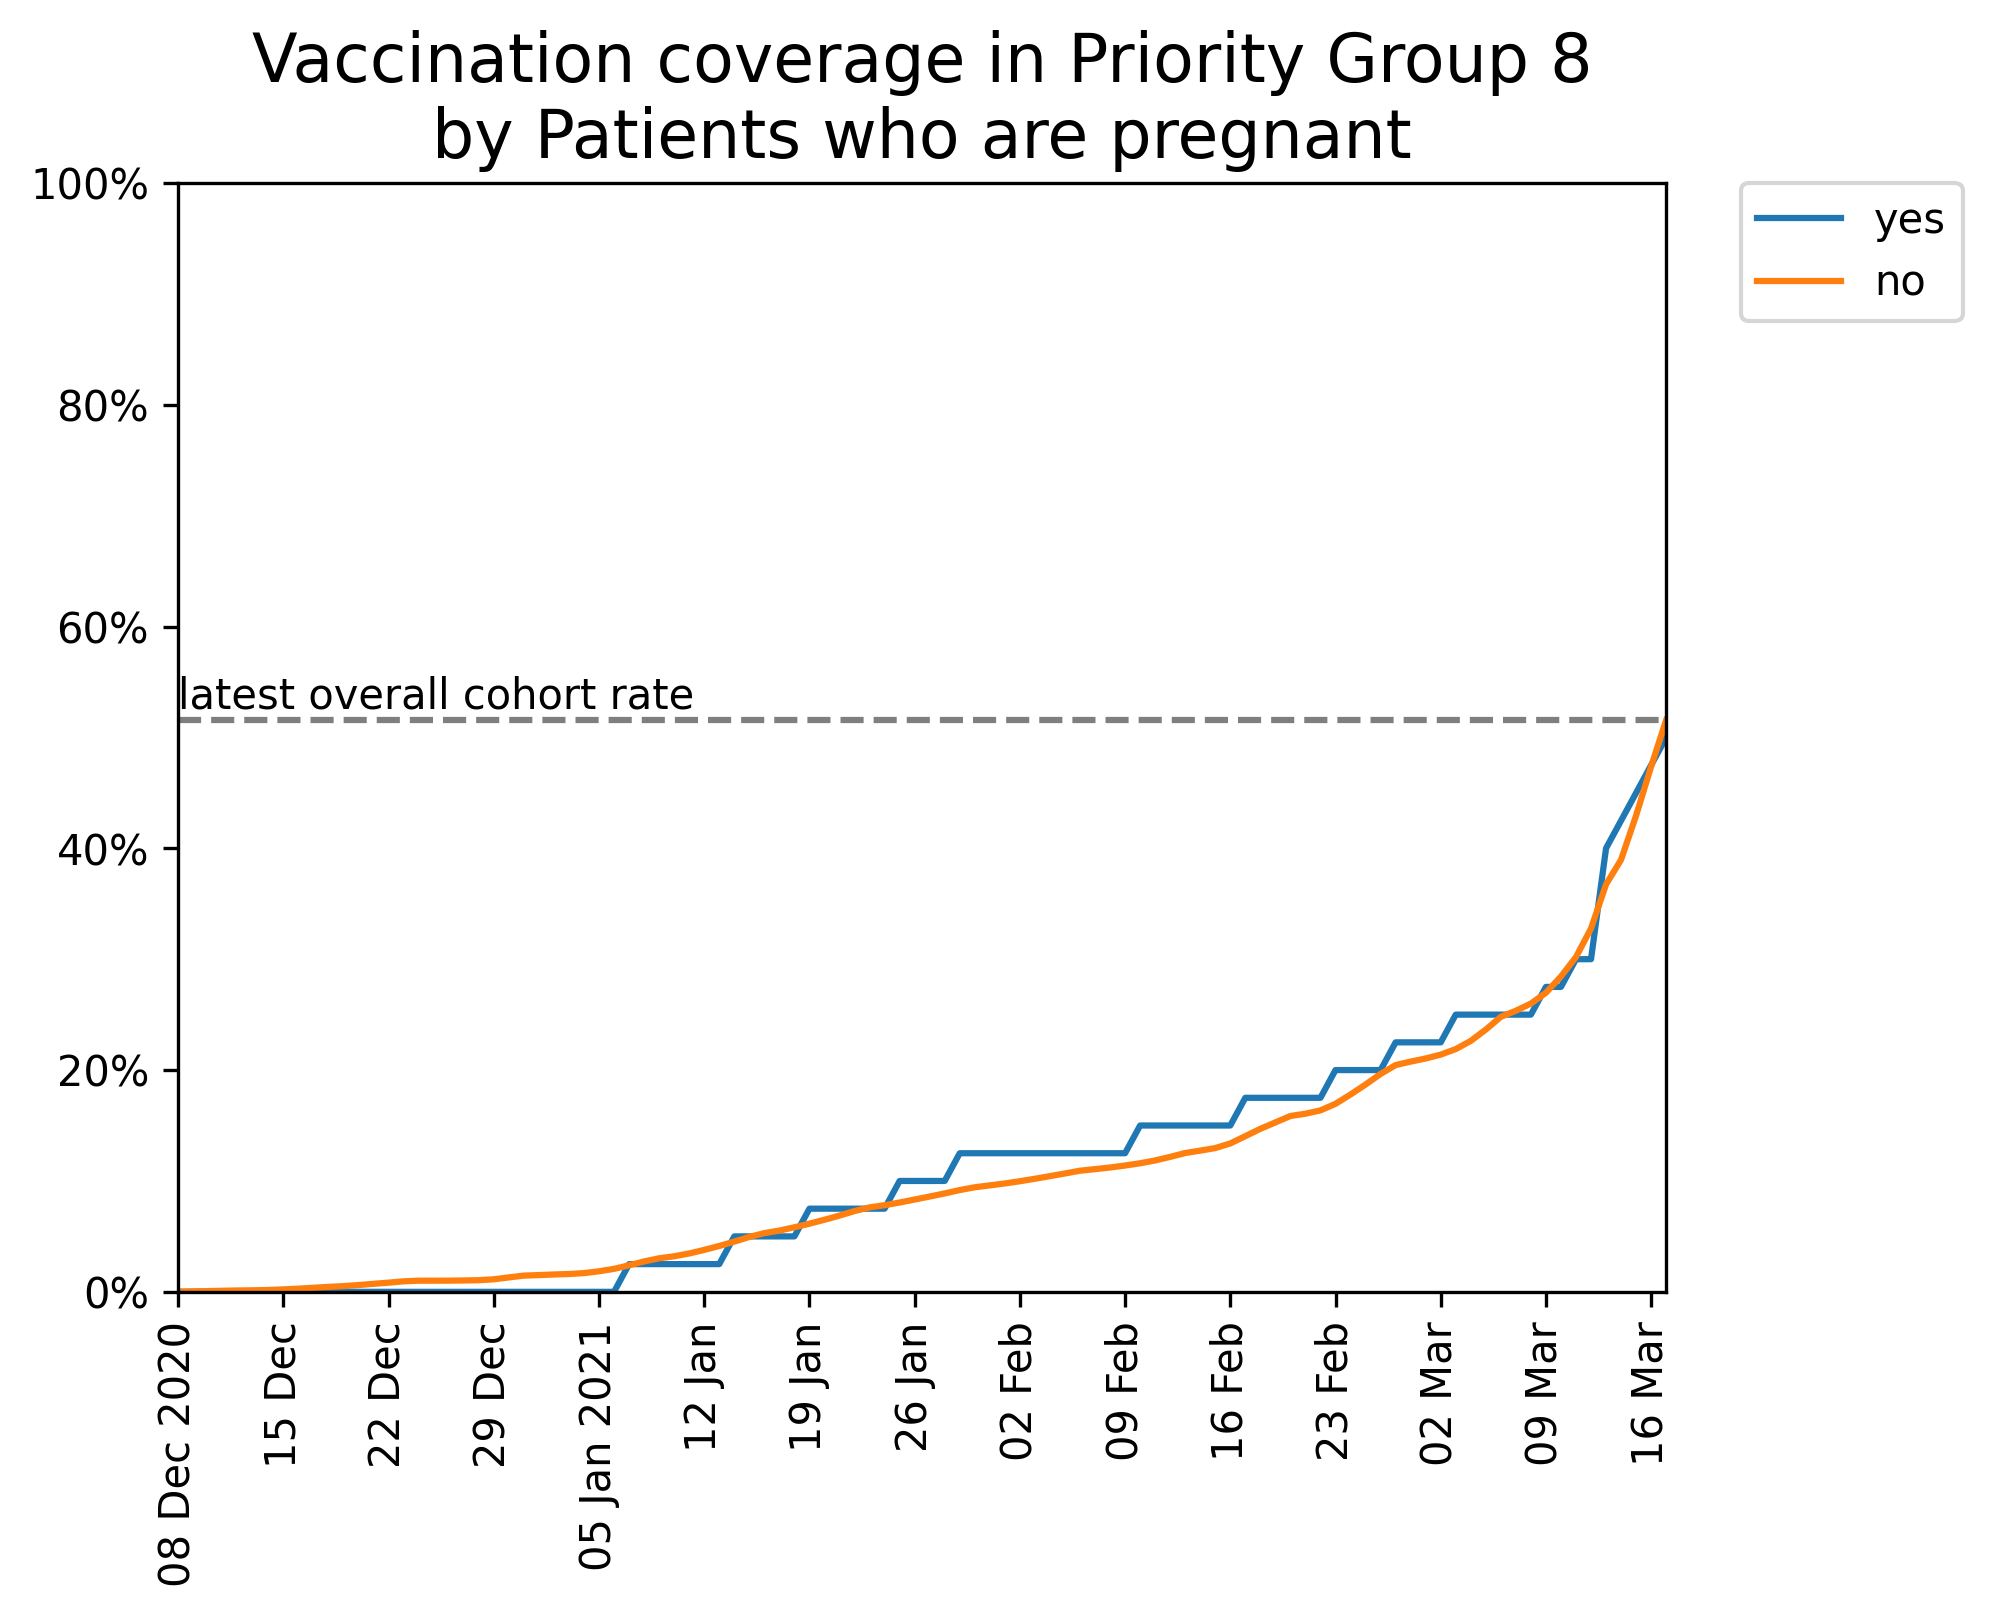 Vaccination coverage in Priority Group 8
by Patients who are pregnant
100%
80%
60%
40%
20%
0%
latest overall cohort rate
yes
no
08 Dec 2020
15 Dec
22 Dec
29 Dec
05 Jan 2021
12 Jan
19 Jan
26 Jan
02 Feb
09 Feb
16 Feb
23 Feb
02 Mar
09 Mar
16 Mar